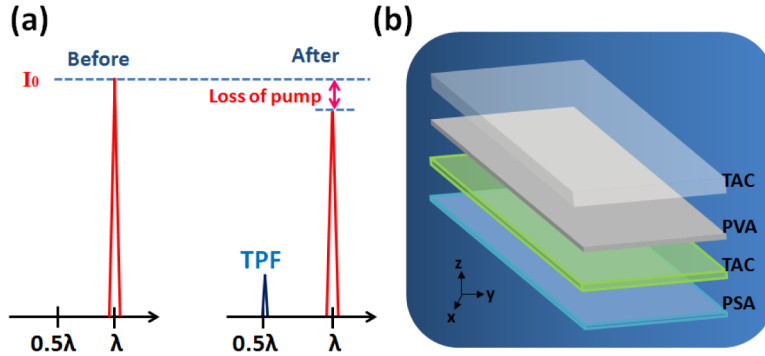 (a)
Before
After
I₀
Loss of pump
TPF
0.5λ
λ
0.5λ
λ
(b)
TAC
PVA
TAC
PSA
z
y
x